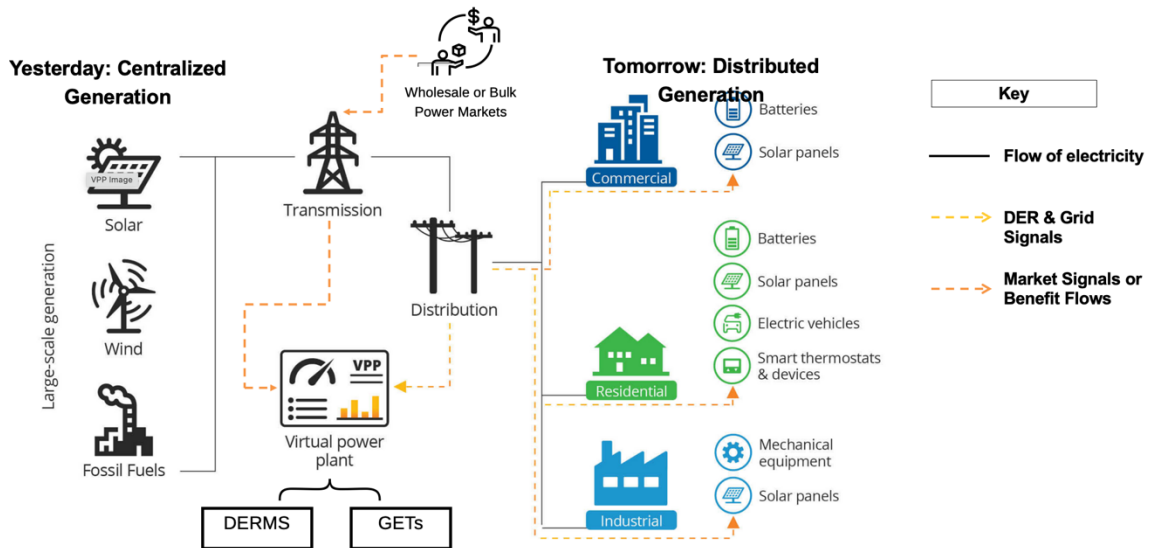 Yesterday: Centralized
Generation
Wholesale or Bulk
Power Markets
Tomorrow: Distributed
Generation
Key
Flow of electricity
DER & Grid
Signals
Market Signals or
Benefit Flows
Large-scale generation
VPP Image
Solar
Wind
Fossil Fuels
Transmission
Distribution
VPP
Virtual power
plant
DERMS
GETs
Commercial
Batteries
Solar panels
Residential
Batteries
Solar panels
Electric vehicles
Smart thermostats
& devices
Industrial
Mechanical
equipment
Solar panels